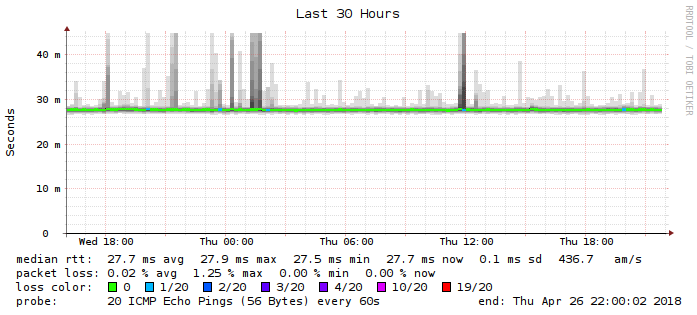 Last 30 Hours
RRDTOOL / TOBI OETIKER
Seconds
40 m
30 m
20 m
10 m
0
Wed 18:00 Thu 00:00 Thu 06:00 Thu 12:00 Thu 18:00
median rtt: 27.7 ms avg 27.9 ms max 27.5 ms min 27.7 ms now 0.1 ms sd 436.7 am/s
packet loss: 0.02 % avg 1.25 % max 0.00 % min 0.00 % now
loss color: 0 1/20 2/20 3/20 4/20 10/20 19/20
probe: 20 ICMP Echo Pings (56 Bytes) every 60s end: Thu Apr 26 22:00:02 2018